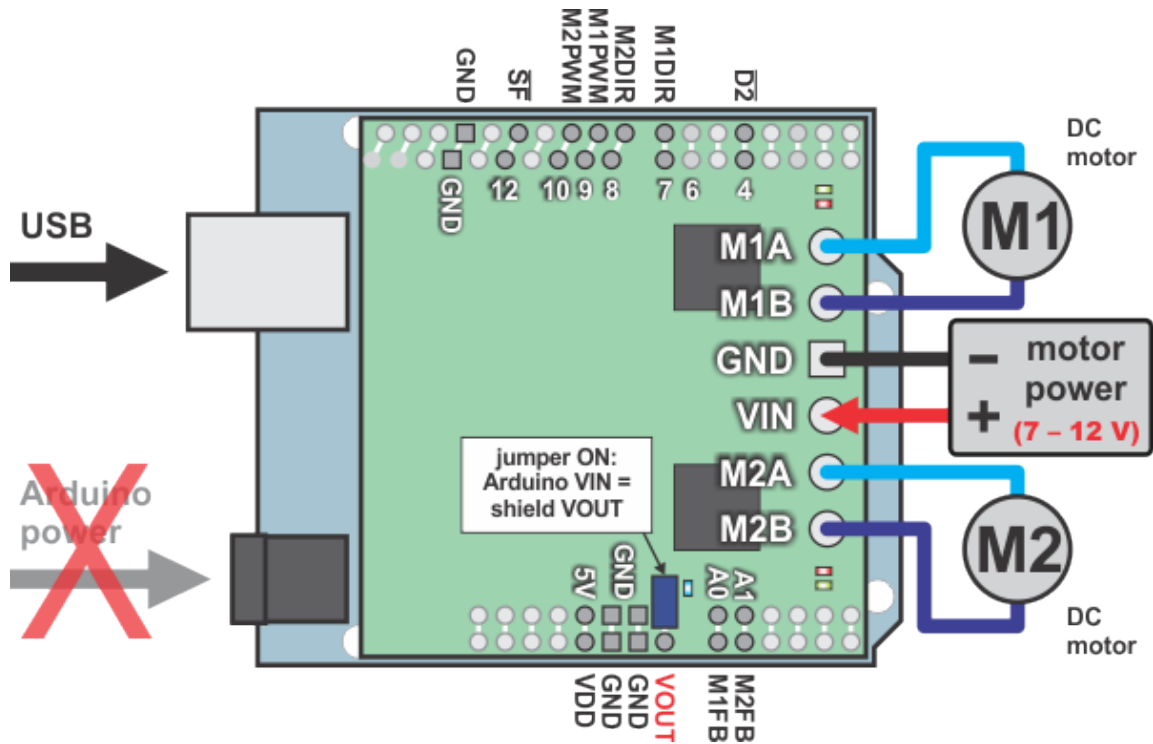 GND
SF
M2PWM
M1PWM
M2DIR
M1DIR
D2
GND
12
10
9
8
7
6
4
DC
motor
USB
M1A
M1
M1B
GND
motor
power
(7 – 12 V)
–
+
VIN
jumper ON:
Arduino VIN =
shield VOUT
M2A
M2B
M2
Arduino
power
5V
GND
A0
A1
DC
motor
VDD
GND
GND
VOUT
M1FB
M2FB